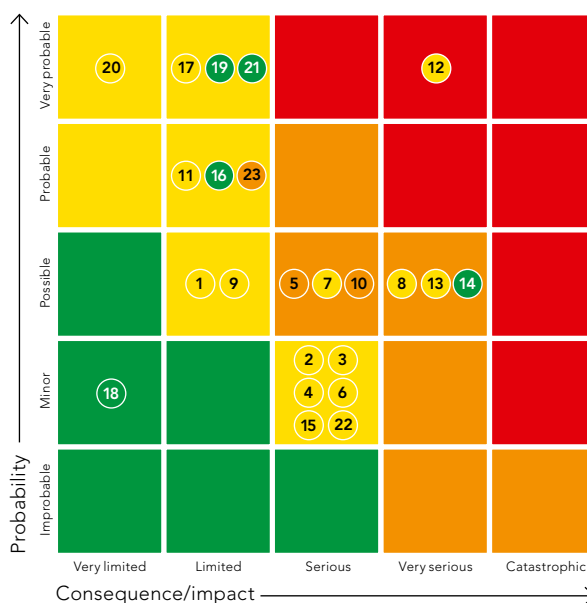 Very probable
20
17 19 21
12
Probable
11 16 23
Possible
1 9
5 7 10
8 13 14
Minor
18
2 3
4 6
15 22
Improbable
Probability
Very limited
Limited
Serious
Very serious
Catastrophic
Consequence/impact